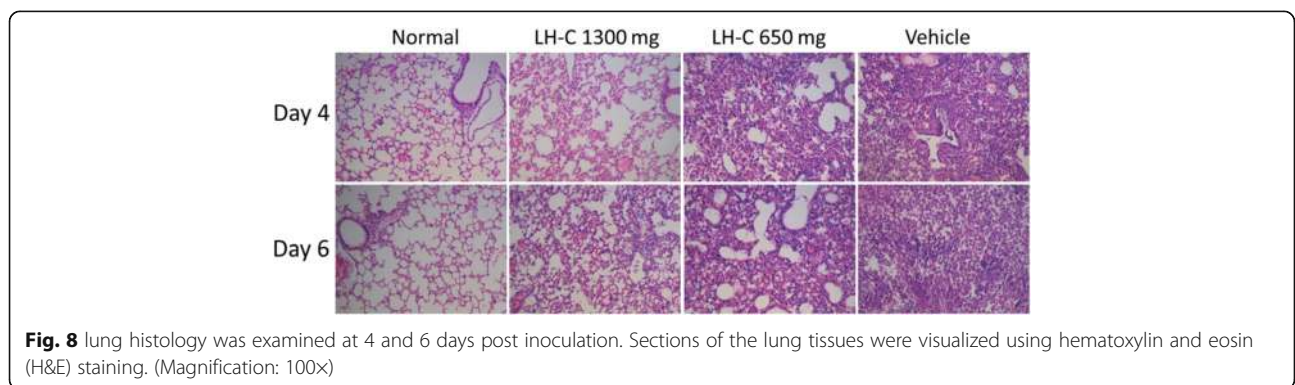 Normal LH-C 1300 mg LH-C 650 mg Vehicle
Day 4
Day 6
Fig. 8 lung histology was examined at 4 and 6 days post inoculation. Sections of the lung tissues were visualized using hematoxylin and eosin
(H&E) staining. (Magnification: 100×)